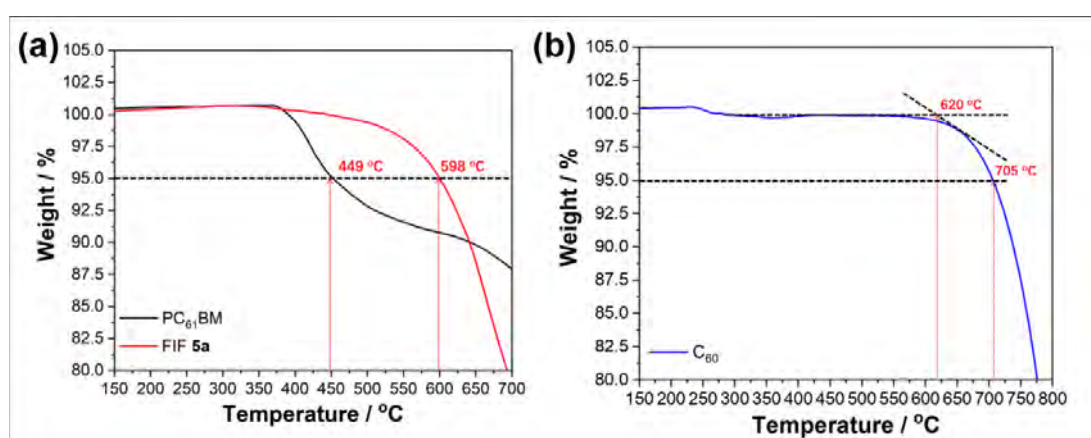 (a)
105.0
102.5
100.0
97.5
95.0
92.5
90.0
87.5
85.0
82.5
80.0
Weight / %
449 °C
598 °C
PC₆₁BM
FIF 5a
150 200 250 300 350 400 450 500 550 600 650 700
Temperature / °C
(b)
105.0
102.5
100.0
97.5
95.0
92.5
90.0
87.5
85.0
82.5
80.0
Weight / %
620 °C
705 °C
C₆₀
150 200 250 300 350 400 450 500 550 600 650 700 750 800
Temperature / °C